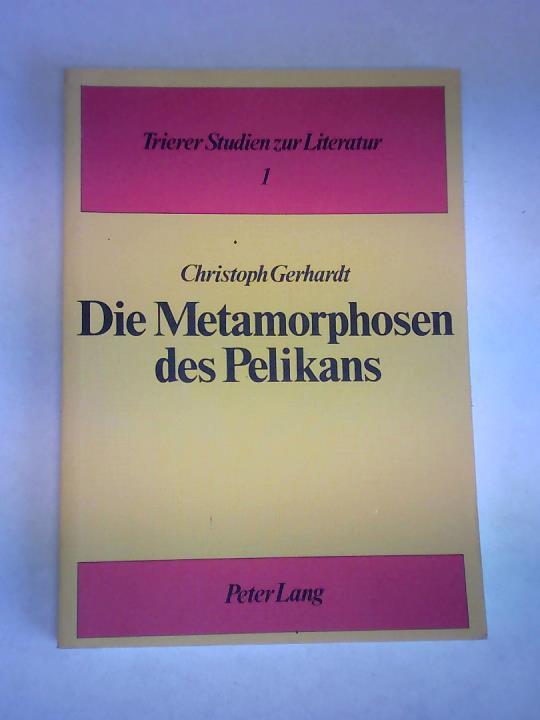 Trierer Studien zur Literatur
1
Christoph Gerhardt
Die Metamorphosen
des Pelikans
Peter Lang